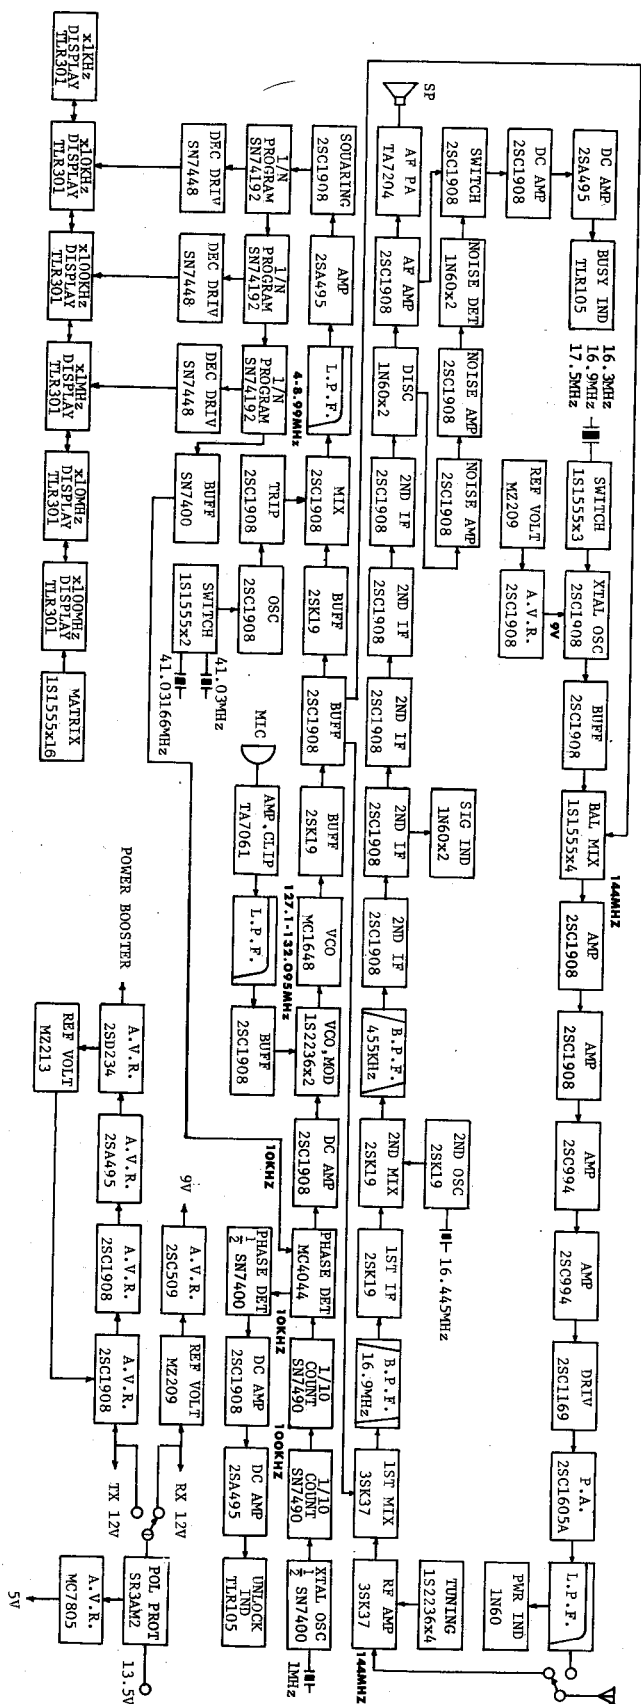 DC AMP
2SA495
BUSY IND
TLR105
16.3MHz
16.9MHz
17.5MHz
SWITCH
1S1555x3
XTAL OSC
2SC1908
BUFF
2SC1908
BAL MIX
1S1555x4
144MHZ
AMP
2SC1908
AMP
2SC1908
AMP
2SC994
AMP
2SC994
DRIV
2SC1169
P.A.
2SC1605A
L.P.F.
DC AMP
2SC1908
REF VOLT
MZ209
A.V.R.
2SC1908
9V
PWR IND
1N60
SWITCH
2SC1908
NOISE DET
1N60x2
NOISE AMP
2SC1908
NOISE AMP
2SC1908
SIG IND
1N60x2
2ND OSC
2SK19
16.445MHz
TUNING
1S2236x4
144MHZ
SP
AF PA
TA7204
AF AMP
2SC1908
DISC
1N60x2
2ND IF
2SC1908
2ND IF
2SC1908
2ND IF
2SC1908
2ND IF
2SC1908
2ND IF
2SC1908
B.P.F.
455KHz
2ND MIX
2SK19
1ST IF
2SK19
B.P.F.
16.9MHz
1ST MIX
3SK37
RF AMP
3SK37
SQUARING
2SC1908
AMP
2SA495
L.P.F.
4-8.99MHz
MIX
2SC1908
BUFF
2SK19
BUFF
2SC1908
BUFF
2SK19
VCO
MC1648
127.1-132.095MHz
VCO,MOD
1S2236x2
DC AMP
2SC1908
PHASE DET
MC4044
1/10
COUNT
SN7490
1/10
COUNT
SN7490
XTAL OSC
1/2 SN7400
1MHz
10KHZ
10KHZ
100KHZ
1/N
PROGRAM
SN74192
1/N
PROGRAM
SN74192
1/N
PROGRAM
SN74192
TRIP
2SC1908
OSC
2SC1908
MIC
AMP.CLIP
TA7061
L.P.F.
BUFF
2SC1908
PHASE DET
1/2 SN7400
DC AMP
2SC1908
DC AMP
2SA495
UNLOCK
IND
TLR105
DEC DRIV
SN7448
DEC DRIV
SN7448
DEC DRIV
SN7448
BUFF
SN7400
SWITCH
1S1555x2
41.03MHz
41.03166MHz
9V
A.V.R.
2SC509
REF VOLT
MZ209
RX 12V
POWER BOOSTER
A.V.R.
2SD234
A.V.R.
2SA495
A.V.R.
2SC1908
A.V.R.
2SC1908
TX 12V
POL PROT
SR3AM2
13.5V
x1KHz
DISPLAY
TLR301
x10KHz
DISPLAY
TLR301
x100KHz
DISPLAY
TLR301
x1MHz
DISPLAY
TLR301
x10MHz
DISPLAY
TLR301
x100MHz
DISPLAY
TLR301
MATRIX
1S1555x16
REF VOLT
MZ213
A.V.R.
MC7805
5V